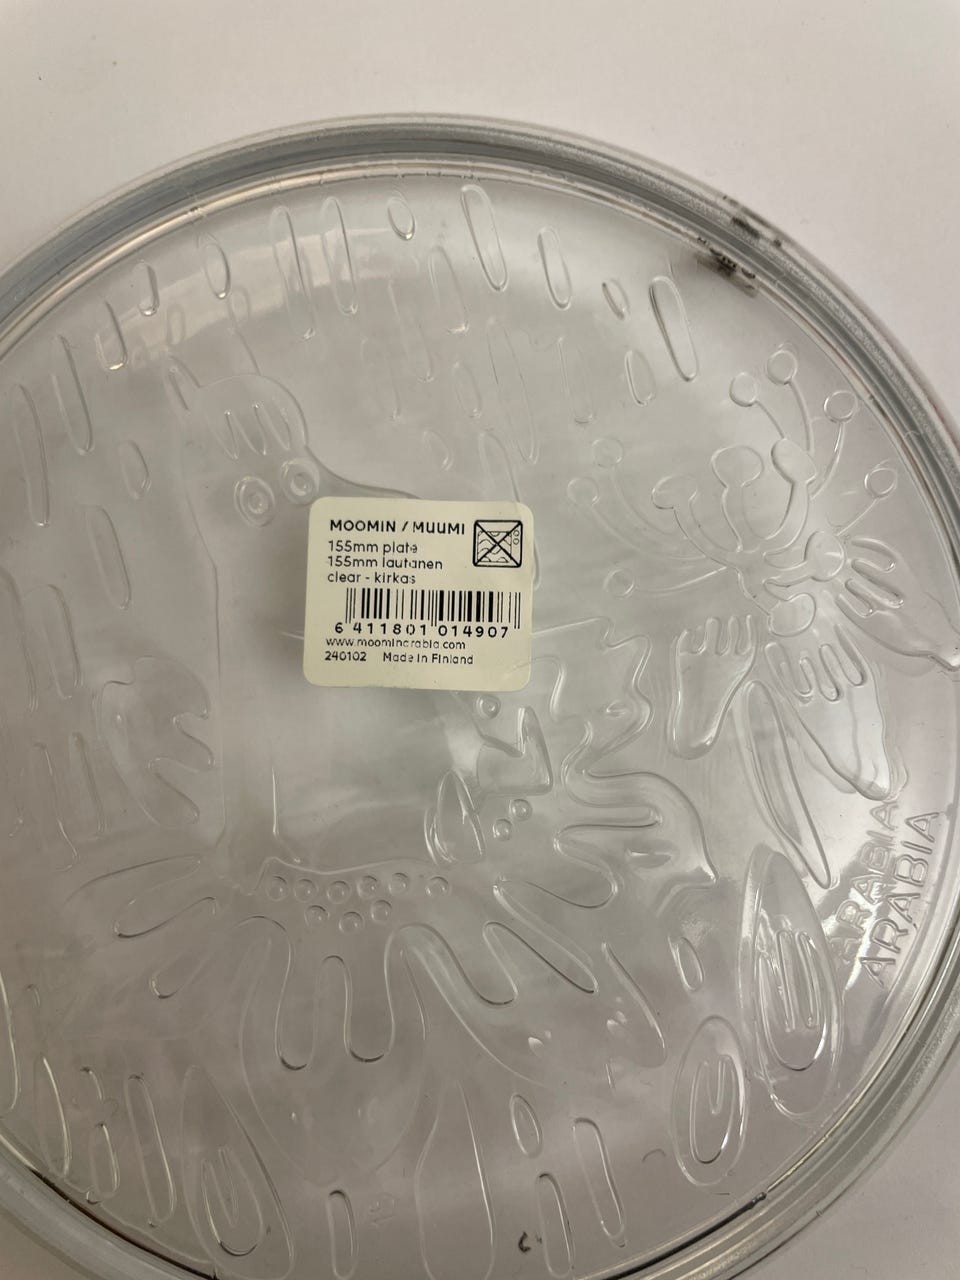 MOOMIN / MUUMI
155mm plate
155mm lautanen
clear - kirkas
6 411801 014907
www.moominarabia.com
240102 Made in Finland
ARABIA